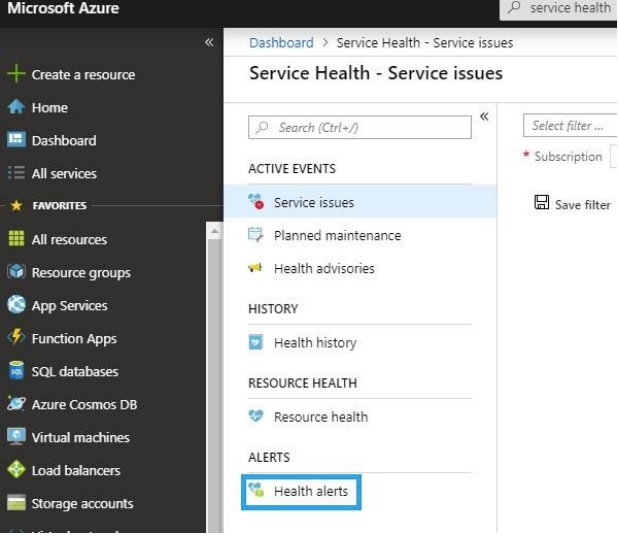 Microsoft Azure
service health
«
Create a resource
Home
Dashboard
All services
FAVORITES
All resources
Resource groups
App Services
Function Apps
SQL databases
Azure Cosmos DB
Virtual machines
Load balancers
Storage accounts
Dashboard > Service Health - Service issues
Service Health - Service issues
Search (Ctrl+/)
«
ACTIVE EVENTS
Service issues
Planned maintenance
Health advisories
HISTORY
Health history
RESOURCE HEALTH
Resource health
ALERTS
Health alerts
Select filter ...
* Subscription
Save filter